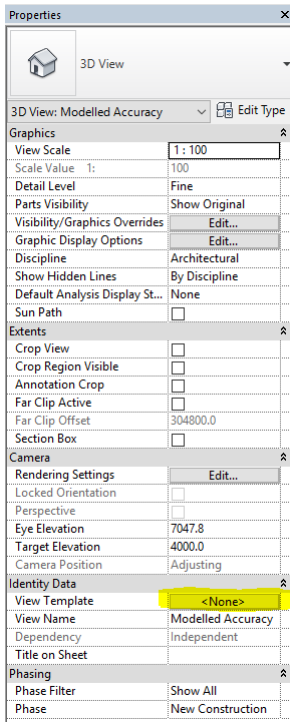 Properties
3D View
3D View: Modelled Accuracy Edit Type
Graphics
View Scale 1 : 100
Scale Value 1: 100
Detail Level Fine
Parts Visibility Show Original
Visibility/Graphics Overrides Edit...
Graphic Display Options Edit...
Discipline Architectural
Show Hidden Lines By Discipline
Default Analysis Display St... None
Sun Path
Extents
Crop View
Crop Region Visible
Annotation Crop
Far Clip Active
Far Clip Offset 304800.0
Section Box
Camera
Rendering Settings Edit...
Locked Orientation
Perspective
Eye Elevation 7047.8
Target Elevation 4000.0
Camera Position Adjusting
Identity Data
View Template <None>
View Name Modelled Accuracy
Dependency Independent
Title on Sheet
Phasing
Phase Filter Show All
Phase New Construction